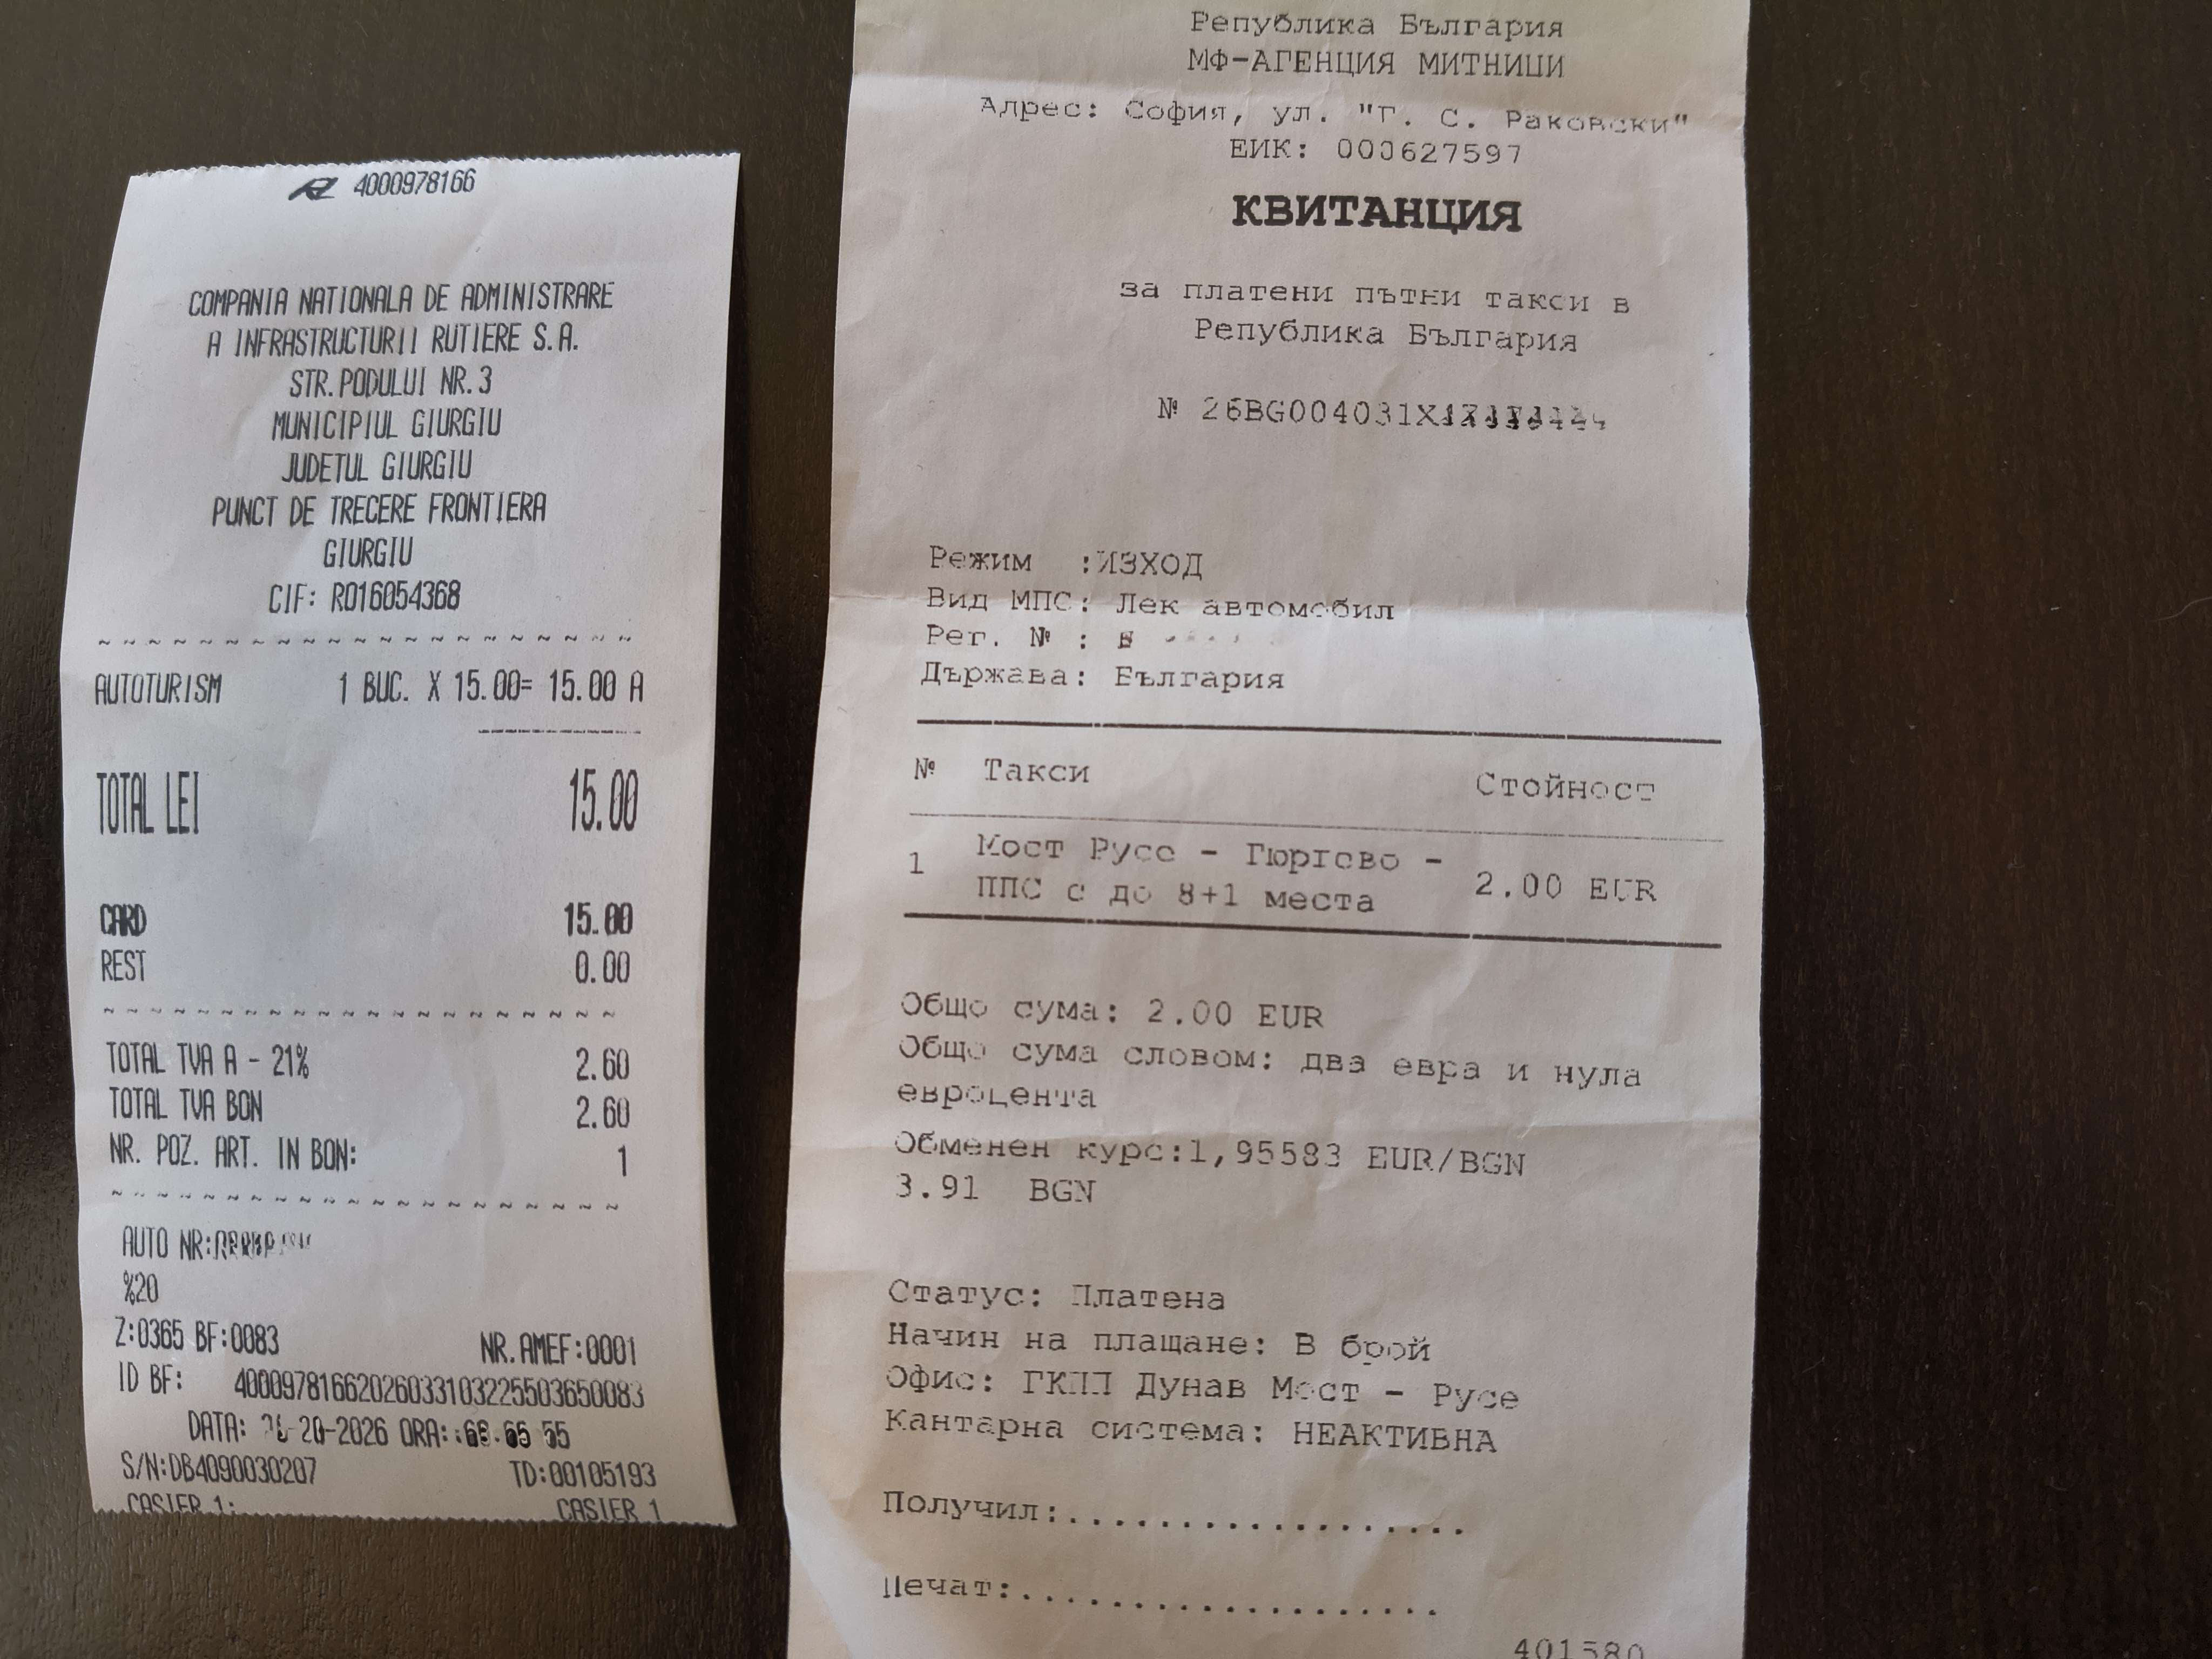 4000978166
COMPANIA NATIONALA DE ADMINISTRARE
A INFRASTRUCTURII RUTIERE S.A.
STR.PODULUI NR.3
MUNICIPIUL GIURGIU
JUDETUL GIURGIU
PUNCT DE TRECERE FRONTIERA
GIURGIU
CIF: RO16054368
AUTOTURISM 1 BUC. X 15.00= 15.00 A
TOTAL LEI 15.00
CARD 15.00
REST 0.00
TOTAL TVA A - 21% 2.60
TOTAL TVA BON 2.60
NR. POZ. ART. IN BON: 1
AUTO NR:
%20
Z:0365 BF:0083 NR.AMEF:0001
ID BF: 40009781662026033103225503650083
DATA: ORA:
S/N:DB4090030207 TD:00105193
CASIER 1: CASIER 1
Република България
МФ-АГЕНЦИЯ МИТНИЦИ
Адрес: София, ул. "Г. С. Раковски"
ЕИК: 000627597
КВИТАНЦИЯ
за платени пътни такси в
Република България
№
Режим :ИЗХОД
Вид МПС: Лек автомобил
Рег. № :
Държава: България
№ Такси Стойност
1 Мост Русе - Гюргево -
ППС с до 8+1 места 2.00 EUR
Общо сума: 2.00 EUR
Общо сума словом: два евра и нула
евроцента
Обменен курс:1,95583 EUR/BGN
3.91 BGN
Статус: Платена
Начин на плащане: В брой
Офис: ГКПП Дунав Мост - Русе
Кантарна система: НЕАКТИВНА
Получил:..................
Печат:...................
401580